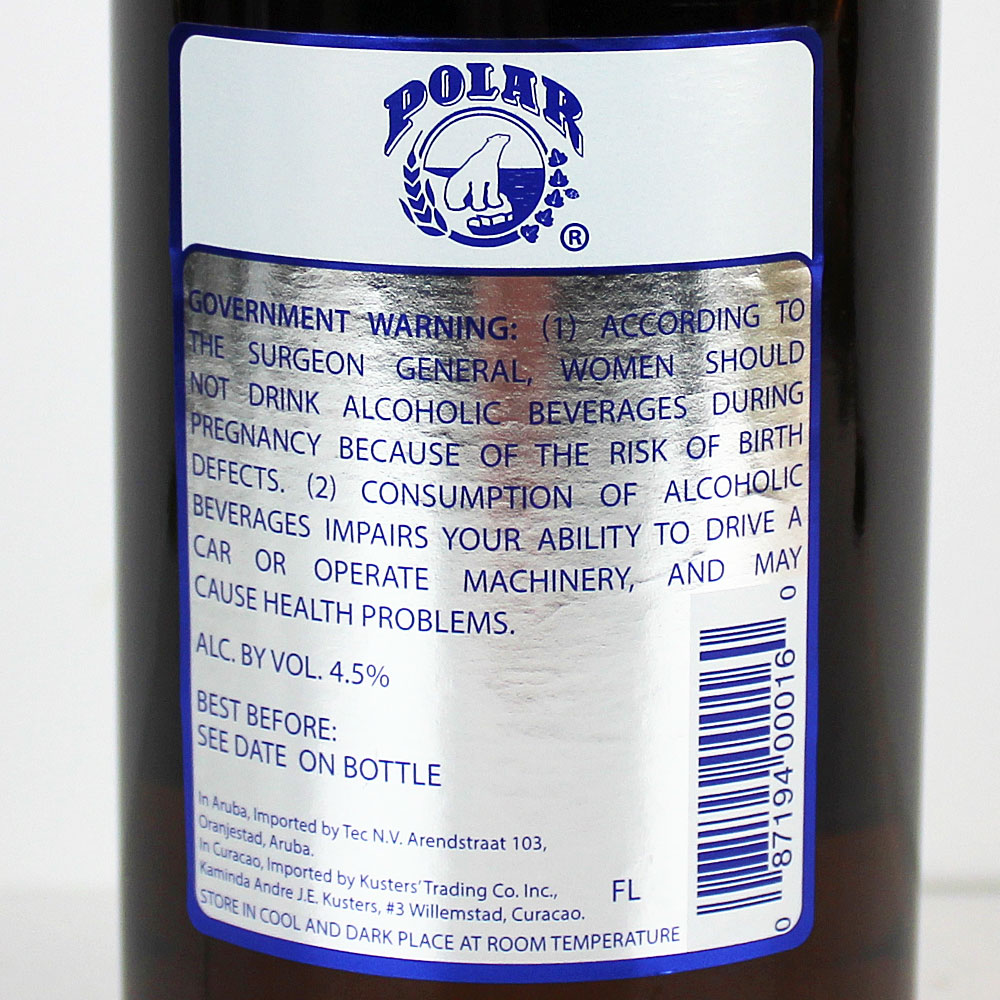 POLAR
®
GOVERNMENT WARNING: (1) ACCORDING TO
THE SURGEON GENERAL, WOMEN SHOULD
NOT DRINK ALCOHOLIC BEVERAGES DURING
PREGNANCY BECAUSE OF THE RISK OF BIRTH
DEFECTS. (2) CONSUMPTION OF ALCOHOLIC
BEVERAGES IMPAIRS YOUR ABILITY TO DRIVE A
CAR OR OPERATE MACHINERY, AND MAY
CAUSE HEALTH PROBLEMS.
ALC. BY VOL. 4.5%
BEST BEFORE:
SEE DATE ON BOTTLE
In Aruba, Imported by Tec N.V. Arendstraat 103,
Oranjestad, Aruba.
In Curacao, Imported by Kusters' Trading Co. Inc.,
Kaminda Andre J.E. Kusters, #3 Willemstad, Curacao.
STORE IN COOL AND DARK PLACE AT ROOM TEMPERATURE
FL
0 87194 00016 0